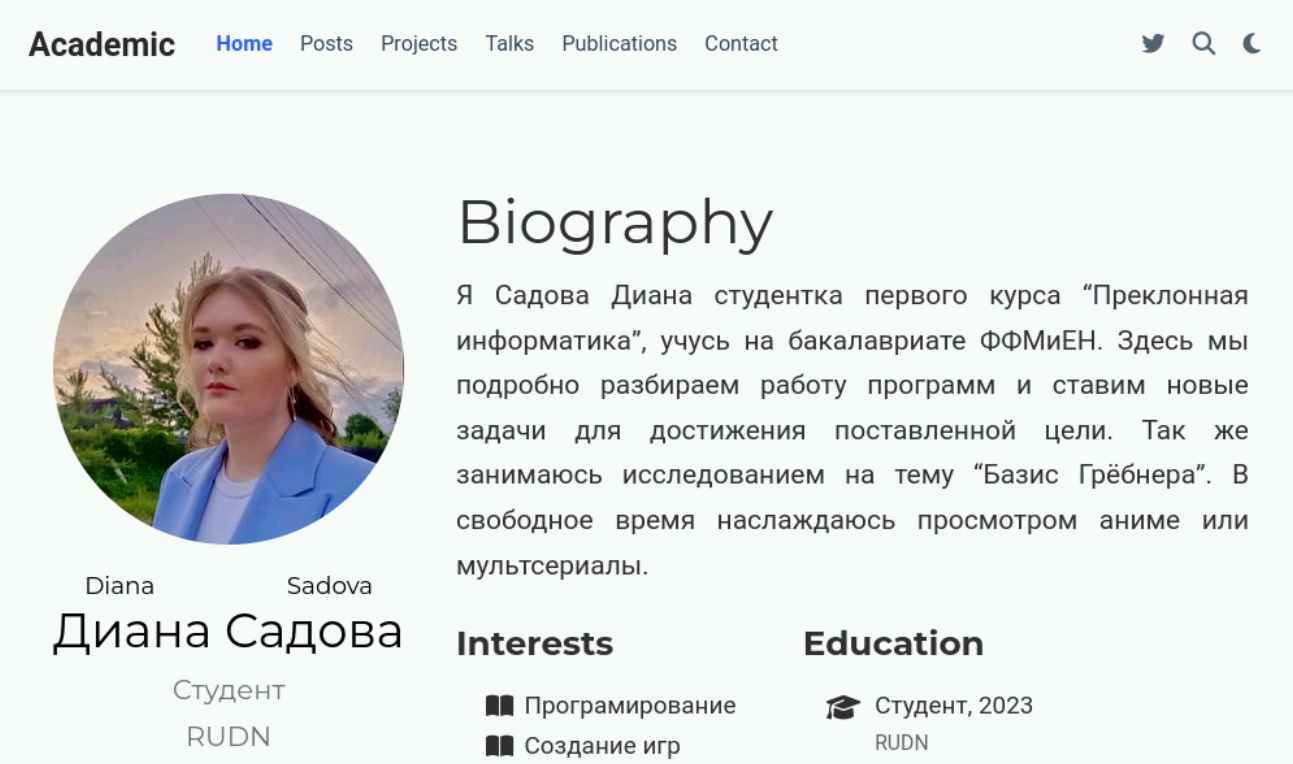 Academic Home Posts Projects Talks Publications Contact
Diana Sadova
Диана Садова
Студент
RUDN
Biography
Я Садова Диана студентка первого курса “Преклонная
информатика”, учусь на бакалавриате ФФМиЕН. Здесь мы
подробно разбираем работу программ и ставим новые
задачи для достижения поставленной цели. Так же
занимаюсь исследованием на тему “Базис Грёбнера”. В
свободное время наслаждаюсь просмотром аниме или
мультсериалы.
Interests
Програмирование
Создание игр
Education
Студент, 2023
RUDN